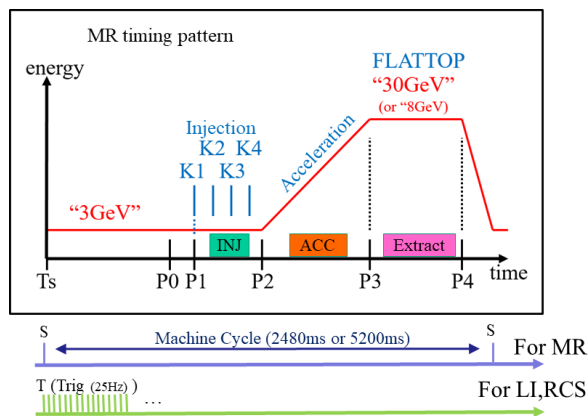 MR timing pattern
energy
FLATTOP
“30GeV”
(or “8GeV)
Injection
K2 K4
K1 K3
Acceleration
“3GeV”
INJ
ACC
Extract
time
Ts
P0 P1
P2
P3
P4
S
Machine Cycle (2480ms or 5200ms)
S
For MR
T (Trig (25Hz) )
...
For LI,RCS